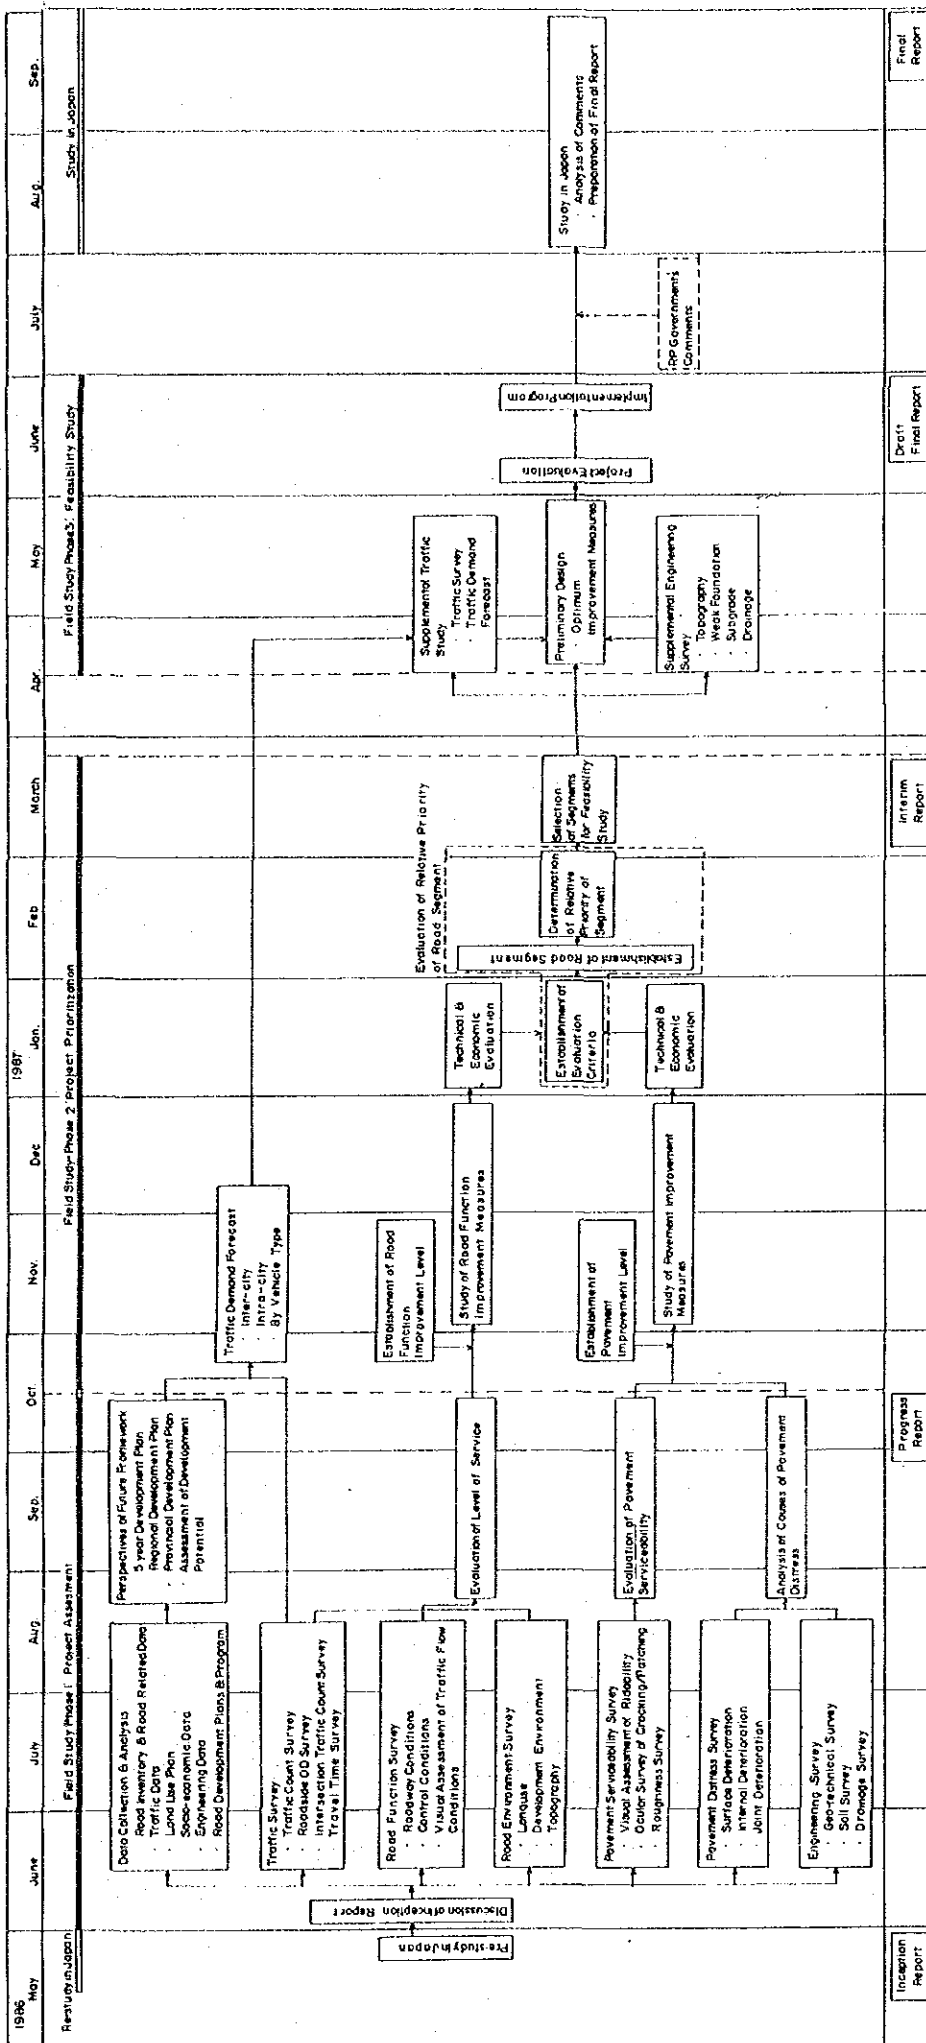 1986
1987
May
June
July
Aug.
Sep.
Oct.
Nov.
Dec
Jan.
Feb
March
Apr.
May
June
July
Aug.
Sep.
Re-study in Japan
Field Study Phase 1 Project Assesment
Field Study-Phase 2 Project Prioritization
Field Study Phase 3 Feasibility Study
Study in Japan
Pre-study in Japan
Discussion of Inception Report
Data Collection & Analysis
Road Inventory & Road Related Data
· Traffic Data
· Land Use Plan
· Socio-economic Data
Engineering Data
· Road Development Plans & Program
Traffic Survey
· Traffic Count Survey
· Roadside OD Survey
· Intersection Traffic Count Survey
· Travel Time Survey
Road Function Survey
· Roadway Conditions
· Control Conditions
· Visual Assessment of Traffic Flow
Conditions
Road Environment Survey
· Landuse
Development Environment
· Topography
Pavement Serviceability Survey
· Visual Assessment of Ridability
· Ocular Survey of Cracking/Patching
· Roughness Survey
Pavement Distress Survey
· Surface Deterioration
· Internal Deterioration
Joint Deterioration
Engineering Survey
· Geo-technical Survey
· Soil Survey
· Drainage Survey
Perspectives of Future Framework
5 year Development Plan
Regional Development Plan
· Provincial Development Plan
· Assessment of Development
Potential
Evaluation of Level of Service
Evaluation of Pavement
Serviceability
Analysis of Causes of Pavement
Distress
Traffic Demand Forecast
· Inter-city
· Intra-city
By Vehicle Type
Establishment of Road
Function
Improvement Level
Study of Road Function
Improvement Measures
Establishment of
Pavement
Improvement Level
Study of Pavement Improvement
Measures
Technical &
Economic
Evaluation
Establishment of
Evaluation
Criteria
Technical &
Economic
Evaluation
Evaluation of Relative Priority
of Road Segment
Establishment of Road Segment
Determination
of Relative
Priority of
Segment
Selection
of Segments
for Feasibility
Study
Supplemental Traffic
Study
· Traffic Survey
· Traffic Demand
Forecast
Preliminary Design
· Optimum
Improvement Measures
Supplemental Engineering
Survey
· Topography
Weak Foundation
· Subgrade
· Drainage
Project Evaluation
Implementation Program
RP Government's
Comments
Study in Japan
· Analysis of Comments
· Preparation of Final Report
Inception
Report
Progress
Report
Interim
Report
Draft
Final Report
Final
Report